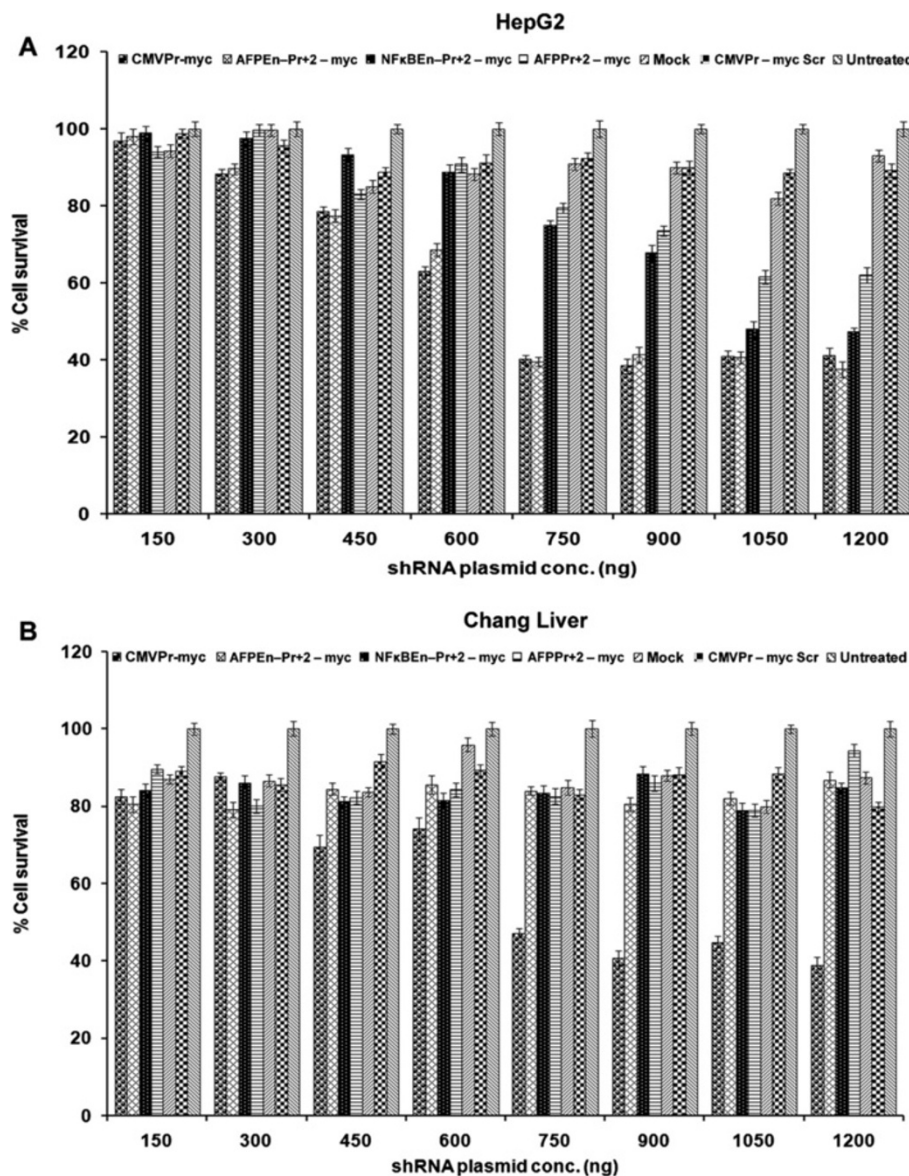 HepG2
A
120
CMVPr-myc AFPEn–Pr+2–myc NFκBEn–Pr+2–myc AFPPr+2–myc Mock CMVPr–myc Scr Untreated
100
80
60
40
20
0
% Cell survival
150 300 450 600 750 900 1050 1200
shRNA plasmid conc. (ng)
B
Chang Liver
120
CMVPr-myc AFPEn–Pr+2–myc NFκBEn–Pr+2–myc AFPPr+2–myc Mock CMVPr–myc Scr Untreated
100
80
60
40
20
0
% Cell survival
150 300 450 600 750 900 1050 1200
shRNA plasmid conc. (ng)